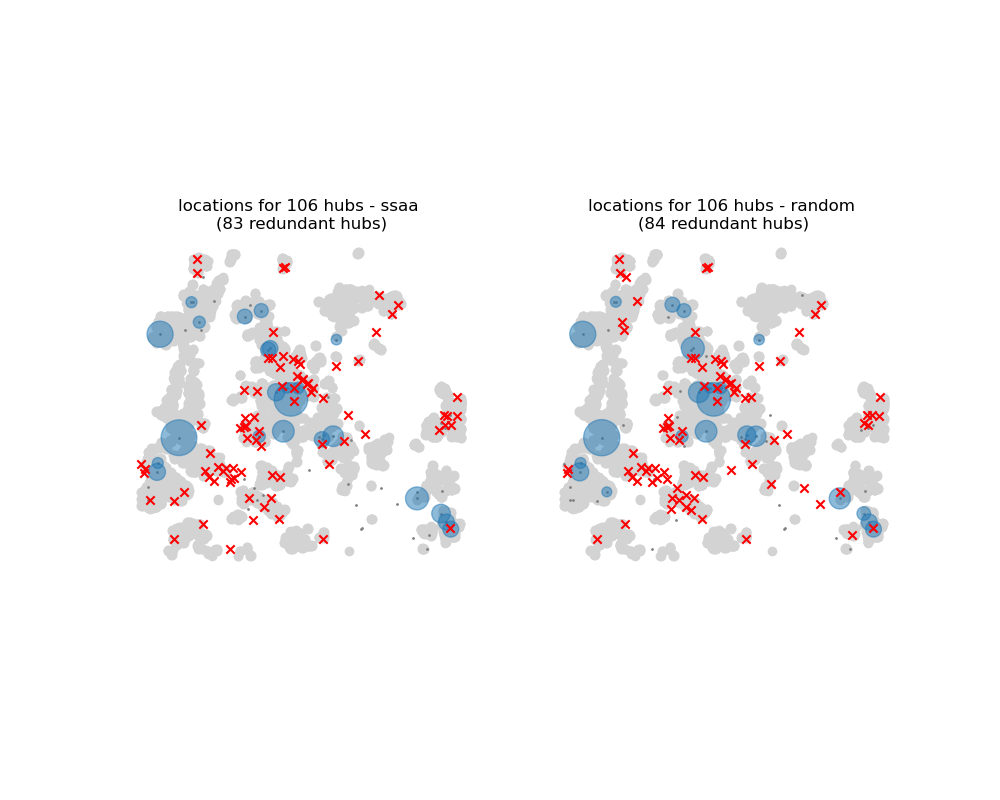 locations for 106 hubs - ssaa
(83 redundant hubs)
locations for 106 hubs - random
(84 redundant hubs)